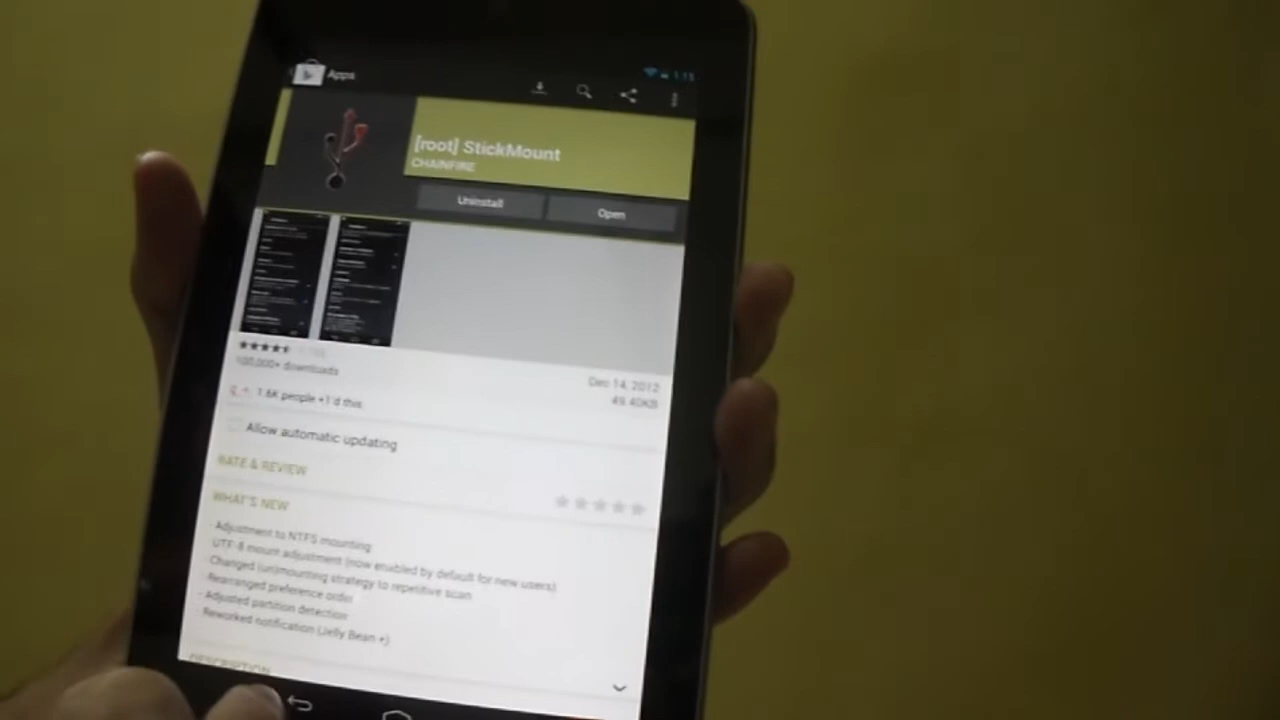 Apps
1:15
[root] StickMount
CHAINFIRE
Uninstall
Open
100,000+ downloads
Dec 14, 2012
49.40KB
1.6K people +1'd this
Allow automatic updating
RATE & REVIEW
WHAT'S NEW
- Adjustment to NTFS mounting
- UTF-8 mount adjustment (now enabled by default for new users)
- Changed (un)mounting strategy to repetitive scan
- Rearranged preference order
- Adjusted partition detection
- Reworked notification (Jelly Bean +)
DESCRIPTION